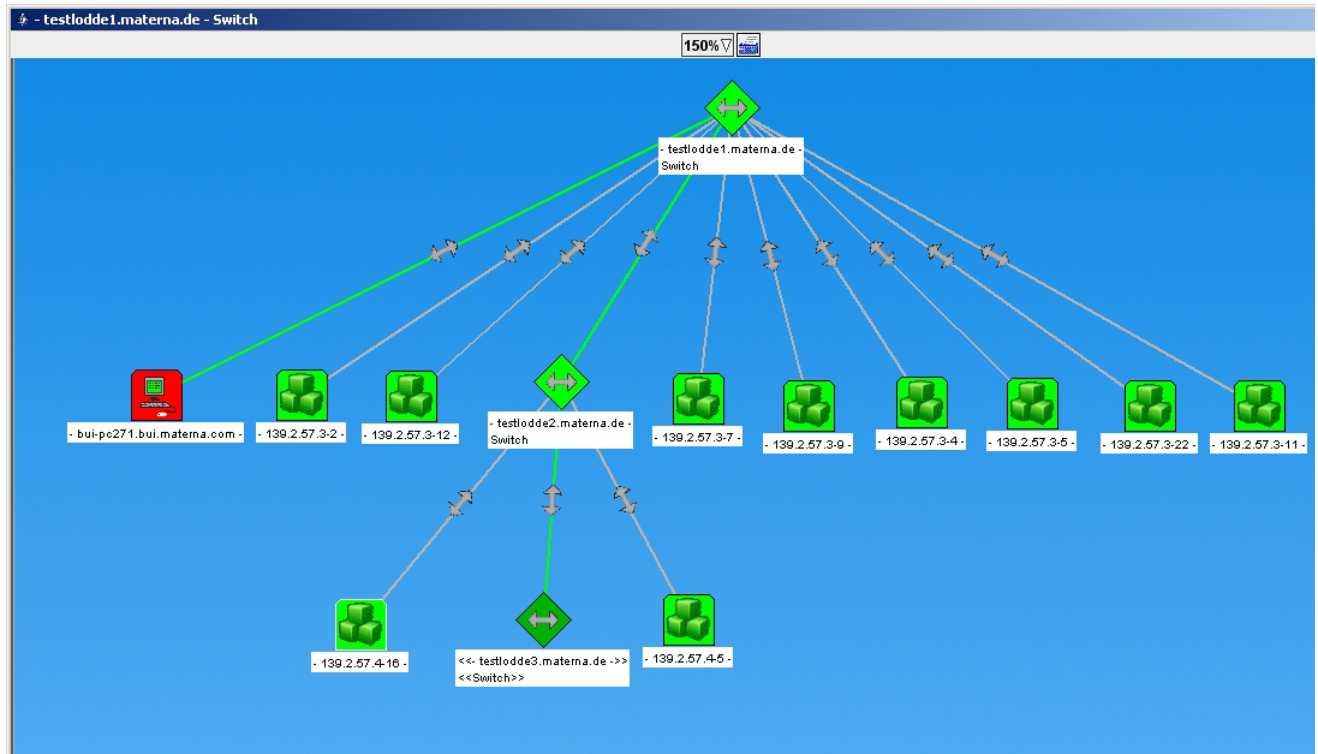 - testlodde1.materna.de - Switch
150%
- testlodde1.materna.de -
Switch
- bui-pc271.bui.materna.com -
- 139.2.57.3-2 -
- 139.2.57.3-12 -
- testlodde2.materna.de -
Switch
- 139.2.57.3-7 -
- 139.2.57.3-9 -
- 139.2.57.3-4 -
- 139.2.57.3-5 -
- 139.2.57.3-22 -
- 139.2.57.3-11 -
- 139.2.57.4-16 -
<<- testlodde3.materna.de ->>
<<Switch>>
- 139.2.57.4-5 -